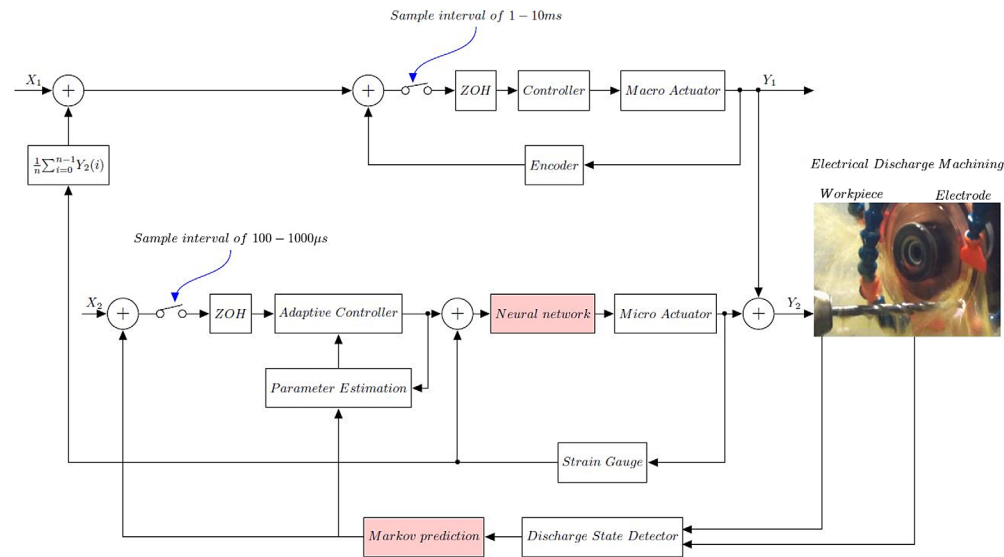 Sample interval of 1 − 10ms
X₁
ZOH
Controller
Macro Actuator
Y₁
1/n ∑ᵢ₌₀ⁿ⁻¹ Y₂(i)
Encoder
Electrical Discharge Machining
Workpiece
Electrode
Sample interval of 100 − 1000μs
X₂
ZOH
Adaptive Controller
Neural network
Micro Actuator
Y₂
Parameter Estimation
Strain Gauge
Markov prediction
Discharge State Detector